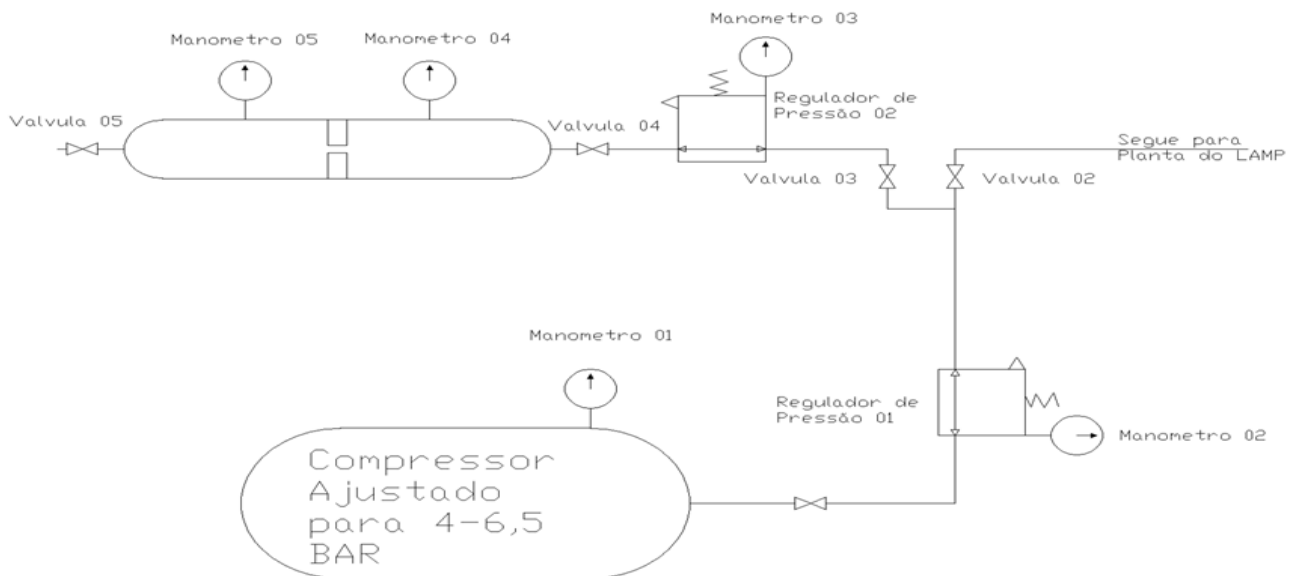 Manometro 03
Manometro 05
Manometro 04
Regulador de
Pressão 02
Valvula 05
Valvula 04
Segue para
Planta do LAMP
Valvula 03
Valvula 02
Manometro 01
Regulador de
Pressão 01
Manometro 02
Compressor
Ajustado
para 4-6,5
BAR